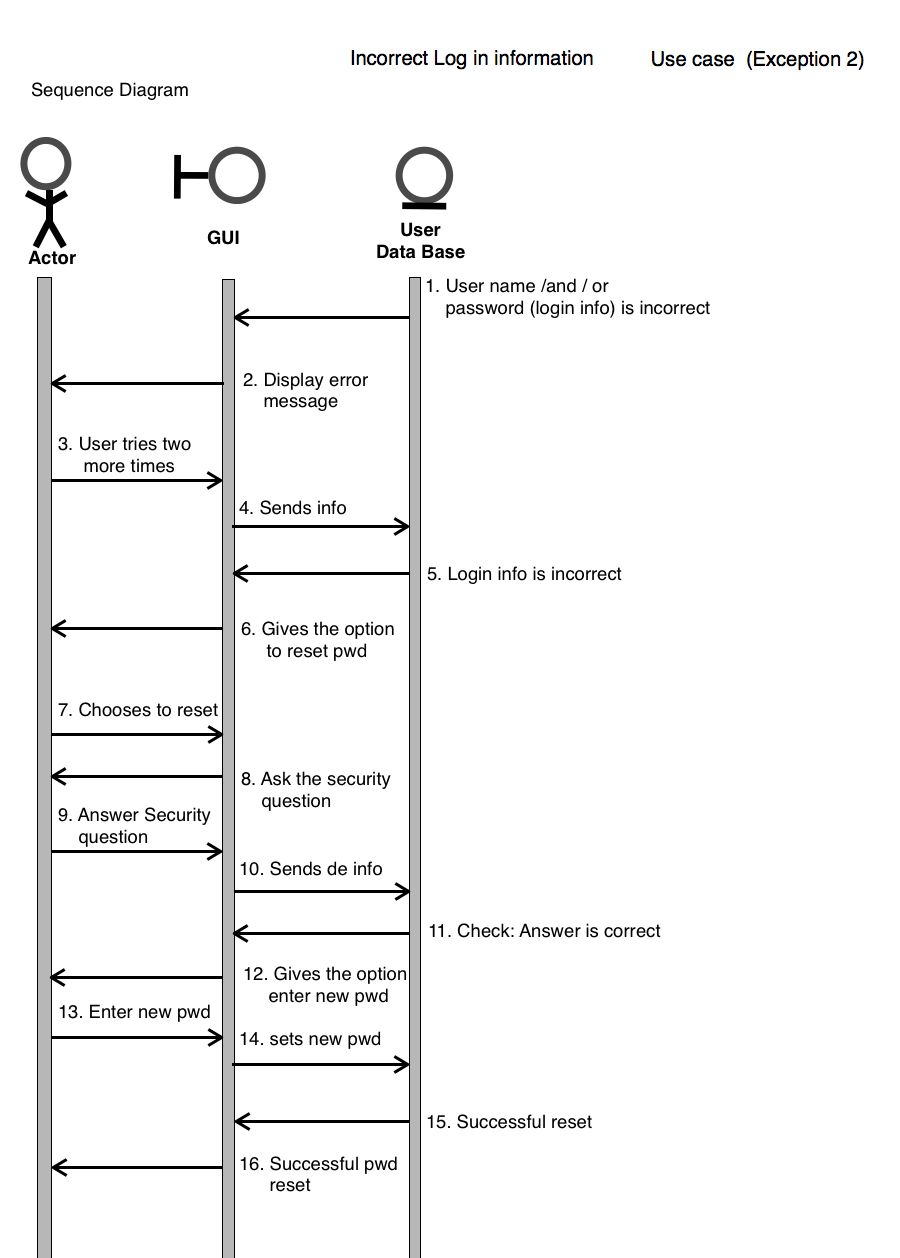 Incorrect Log in information Use case (Exception 2)
Sequence Diagram
Actor
GUI
User
Data Base
1. User name /and / or
password (login info) is incorrect
2. Display error
message
3. User tries two
more times
4. Sends info
5. Login info is incorrect
6. Gives the option
to reset pwd
7. Chooses to reset
8. Ask the security
question
9. Answer Security
question
10. Sends de info
11. Check: Answer is correct
12. Gives the option
enter new pwd
13. Enter new pwd
14. sets new pwd
15. Successful reset
16. Successful pwd
reset